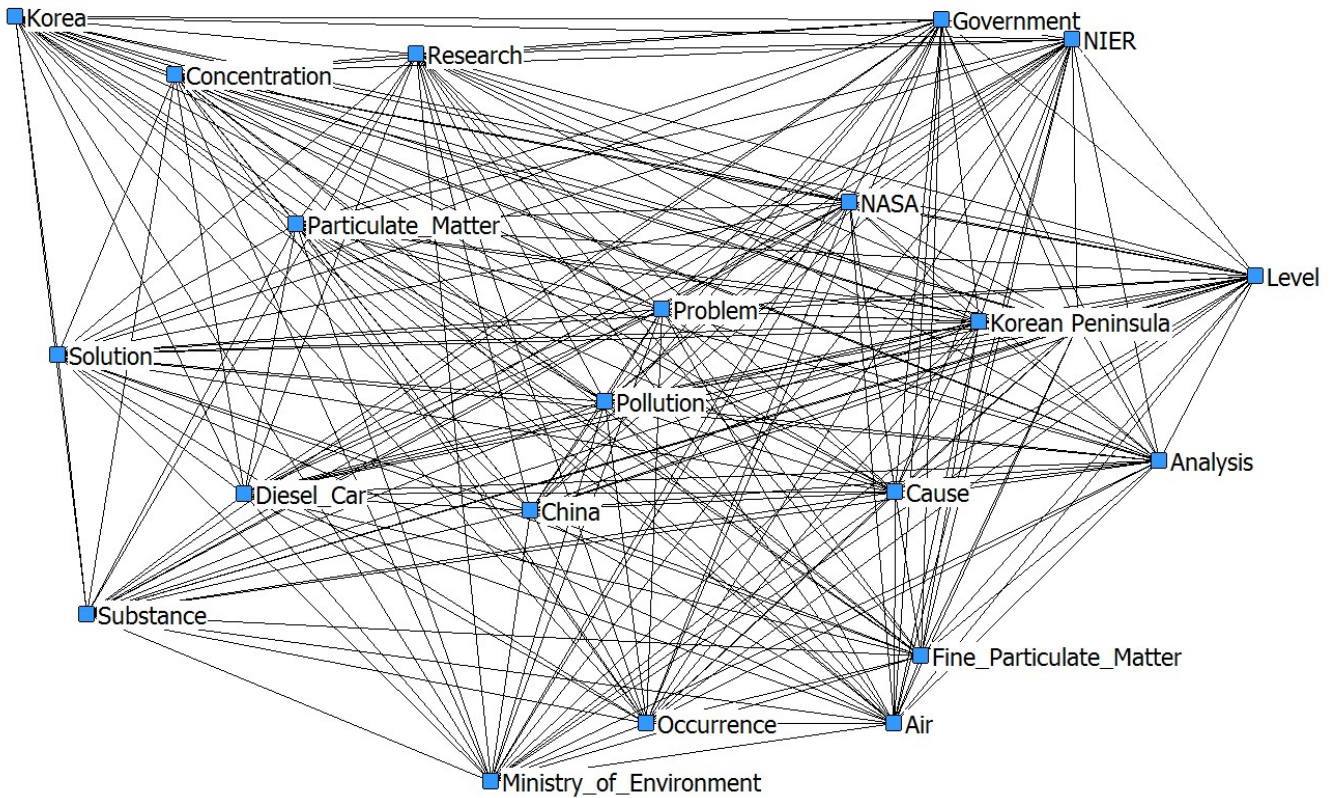 Korea
Government
NIER
Research
Concentration
NASA
Particulate_Matter
Level
Problem
Korean Peninsula
Solution
Pollution
Analysis
Diesel_Car
Cause
China
Substance
Fine_Particulate_Matter
Occurrence
Air
Ministry_of_Environment